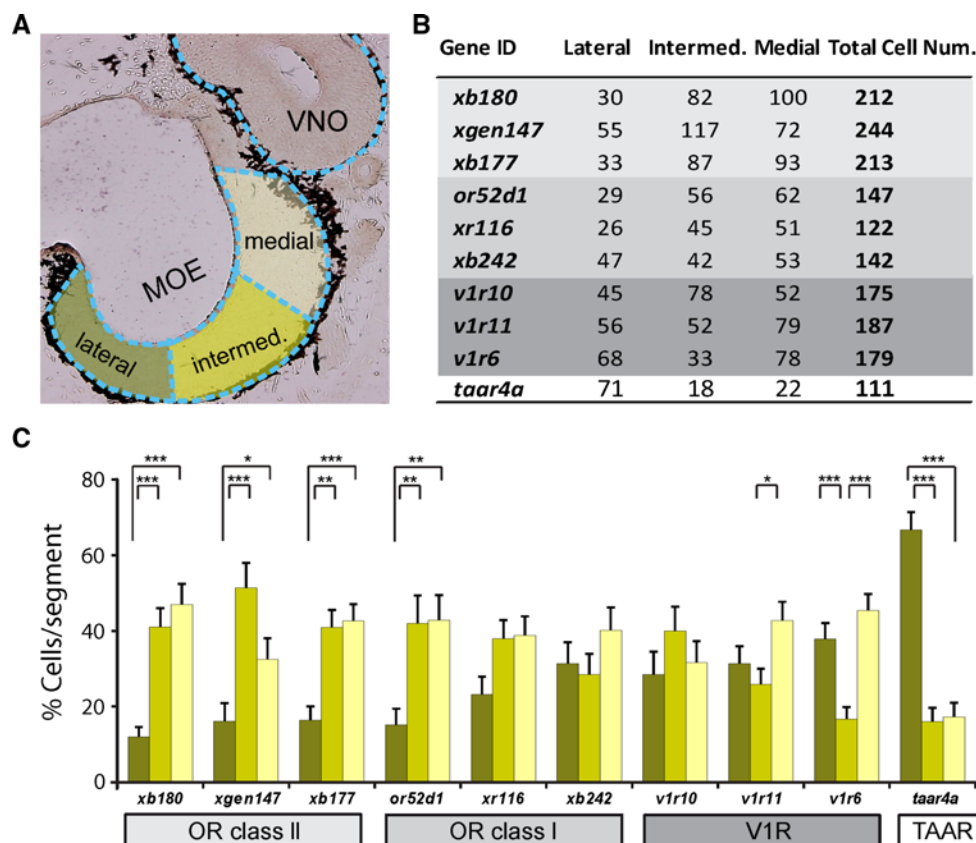 A
VNO
medial
MOE
intermed.
lateral
B
Gene ID Lateral Intermed. Medial Total Cell Num.
xb180 30 82 100 212
xgen147 55 117 72 244
xb177 33 87 93 213
or52d1 29 56 62 147
xr116 26 45 51 122
xb242 47 42 53 142
v1r10 45 78 52 175
v1r11 56 52 79 187
v1r6 68 33 78 179
taar4a 71 18 22 111
C
*** * *** ** ***
*** *** ** ** * *** *** ***
% Cells/segment
80
60
40
20
0
xb180 xgen147 xb177 or52d1 xr116 xb242 v1r10 v1r11 v1r6 taar4a
OR class II OR class I V1R TAAR